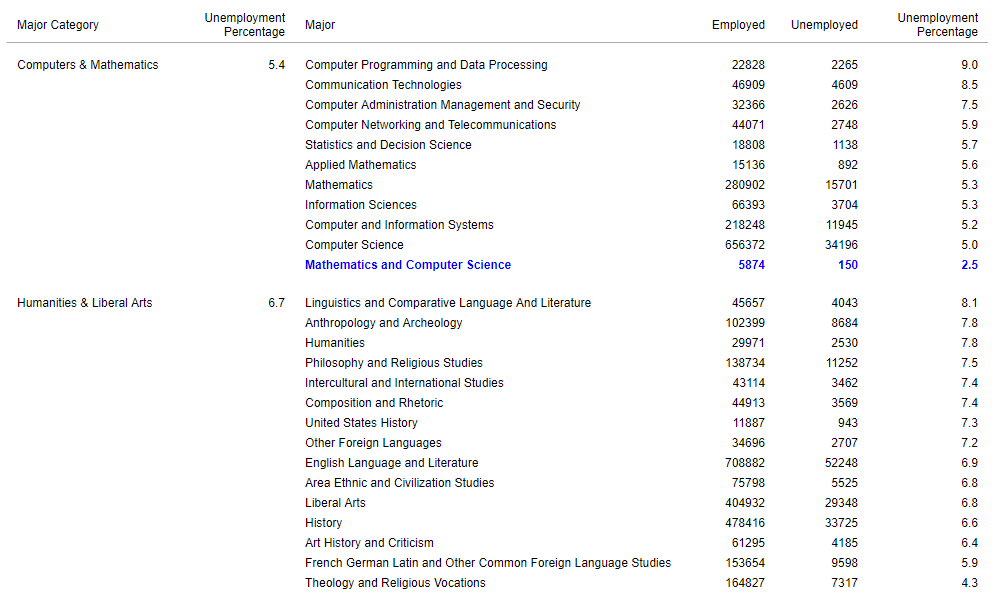 Major Category Unemployment Percentage Major Employed Unemployed Unemployment Percentage
Computers & Mathematics 5.4 Computer Programming and Data Processing 22828 2265 9.0
Communication Technologies 46909 4609 8.5
Computer Administration Management and Security 32366 2626 7.5
Computer Networking and Telecommunications 44071 2748 5.9
Statistics and Decision Science 18808 1138 5.7
Applied Mathematics 15136 892 5.6
Mathematics 280902 15701 5.3
Information Sciences 66393 3704 5.3
Computer and Information Systems 218248 11945 5.2
Computer Science 656372 34196 5.0
Mathematics and Computer Science 5874 150 2.5
Humanities & Liberal Arts 6.7 Linguistics and Comparative Language And Literature 45657 4043 8.1
Anthropology and Archeology 102399 8684 7.8
Humanities 29971 2530 7.8
Philosophy and Religious Studies 138734 11252 7.5
Intercultural and International Studies 43114 3462 7.4
Composition and Rhetoric 44913 3569 7.4
United States History 11887 943 7.3
Other Foreign Languages 34696 2707 7.2
English Language and Literature 708882 52248 6.9
Area Ethnic and Civilization Studies 75798 5525 6.8
Liberal Arts 404932 29348 6.8
History 478416 33725 6.6
Art History and Criticism 61295 4185 6.4
French German Latin and Other Common Foreign Language Studies 153654 9598 5.9
Theology and Religious Vocations 164827 7317 4.3